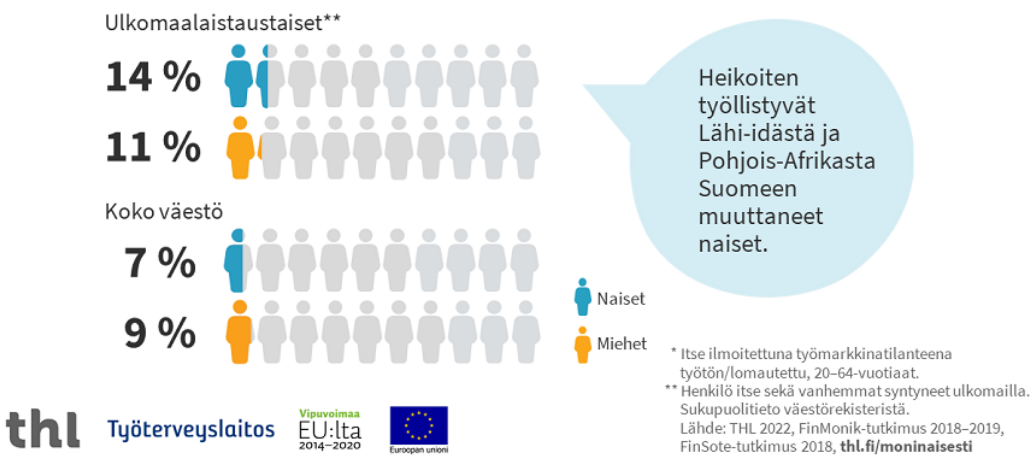 Ulkomaalaistaustaiset**
14 %
11 %
Koko väestö
7 %
9 %
Heikoiten
työllistyvät
Lähi-idästä ja
Pohjois-Afrikasta
Suomeen
muuttaneet
naiset.
Naiset
Miehet
* Itse ilmoitettuna työmarkkinatilanteena
työtön/lomautettu, 20–64-vuotiaat.
** Henkilö itse sekä vanhemmat syntyneet ulkomailla.
Sukupuolitieto väestörekisteristä.
Lähde: THL 2022, FinMonik-tutkimus 2018–2019,
FinSote-tutkimus 2018, thl.fi/moninaisesti
thl
Työterveyslaitos
Vipuvoimaa
EU:lta
2014–2020
Euroopan unioni